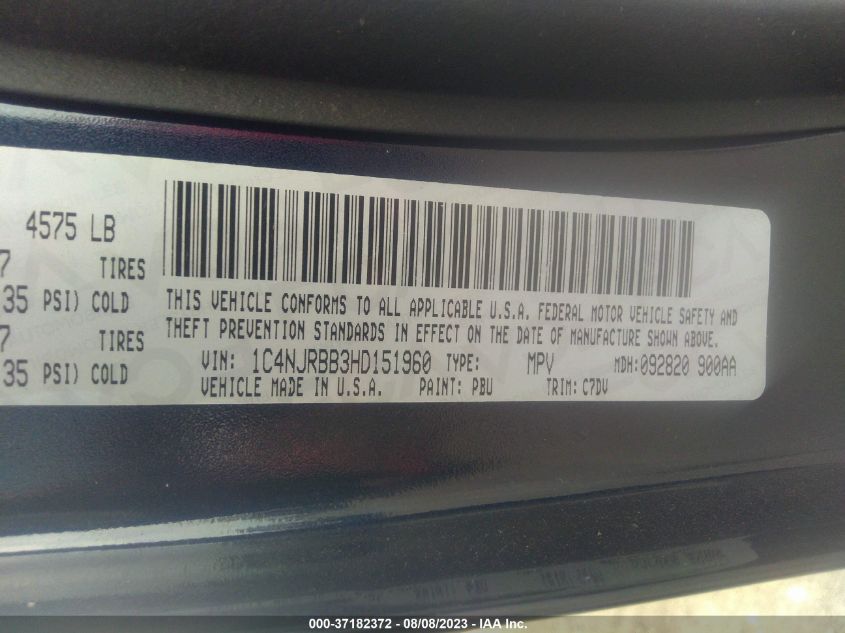 4575 LB
7 TIRES
35 PSI) COLD
7 TIRES
35 PSI) COLD
THIS VEHICLE CONFORMS TO ALL APPLICABLE U.S.A. FEDERAL MOTOR VEHICLE SAFETY AND
THEFT PREVENTION STANDARDS IN EFFECT ON THE DATE OF MANUFACTURE SHOWN ABOVE.
VIN: 1C4NJRBB3HD151960 TYPE: MPV MDH:092820 900AA
VEHICLE MADE IN U.S.A. PAINT: PBU TRIM: C7DV
000-37182372 - 08/08/2023 - IAA Inc.